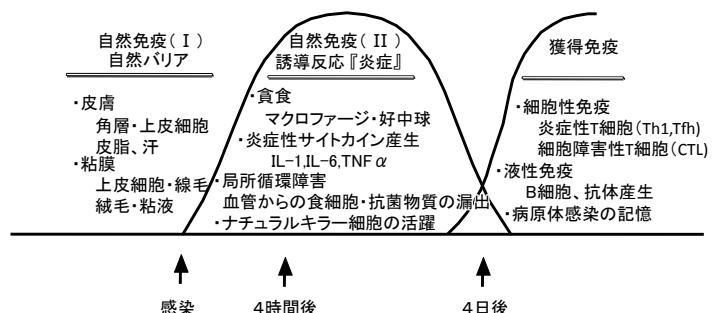 自然免疫(Ⅰ)
自然バリア
・皮膚
角層・上皮細胞
皮脂、汗
・粘膜
上皮細胞・線毛
絨毛・粘液
自然免疫(II)
誘導反応『炎症』
・貪食
マクロファージ・好中球
・炎症性サイトカイン産生
IL-1,IL-6,TNFα
・局所循環障害
血管からの食細胞・抗菌物質の漏出
・ナチュラルキラー細胞の活躍
獲得免疫
・細胞性免疫
炎症性T細胞(Th1,Tfh)
細胞障害性T細胞(CTL)
・液性免疫
B細胞、抗体産生
・病原体感染の記憶
感染
4時間後
4日後